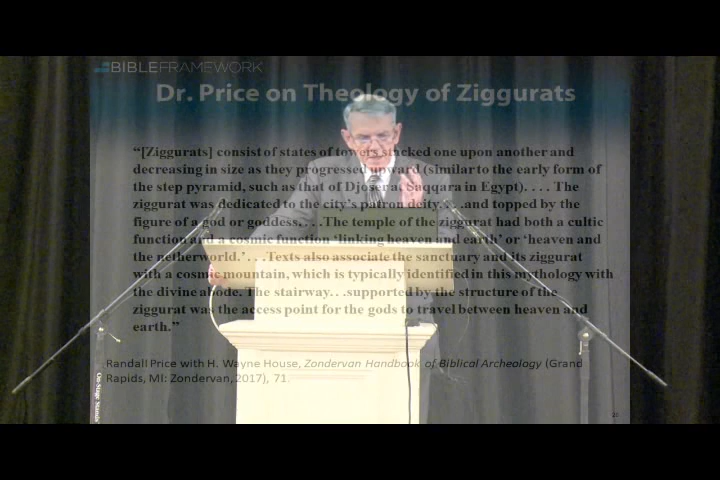 BIBLEFRAMEWORK
Dr. Price on Theology of Ziggurats
“[Ziggurats] consist of states of towers stacked one upon another and
decreasing in size as they progressed upward (similar to the early form of
the step pyramid, such as that of Djoser at Saqqara in Egypt). . . . The
ziggurat was dedicated to the city’s patron deity. . . .and topped by the
figure of a god or goddess. . . .The temple of the ziggurat had both a cultic
function and a cosmic function ‘linking heaven and earth’ or ‘heaven and
the netherworld.’ . . .Texts also associate the sanctuary and its ziggurat
with a cosmic mountain, which is typically identified in this mythology with
the divine abode. The stairway. . .supported by the structure of the
ziggurat was the access point for the gods to travel between heaven and
earth.”
Randall Price with H. Wayne House, Zondervan Handbook of Biblical Archeology (Grand
Rapids, MI: Zondervan, 2017), 71.
On-Stage Stands